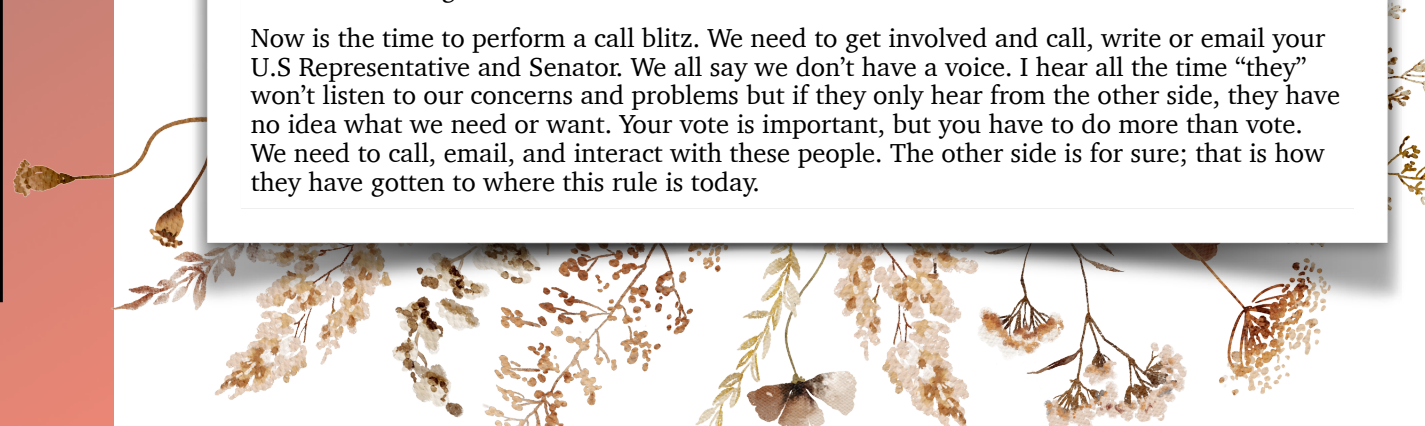 Now is the time to perform a call blitz. We need to get involved and call, write or email your
U.S Representative and Senator. We all say we don’t have a voice. I hear all the time “they”
won’t listen to our concerns and problems but if they only hear from the other side, they have
no idea what we need or want. Your vote is important, but you have to do more than vote.
We need to call, email, and interact with these people. The other side is for sure; that is how
they have gotten to where this rule is today.